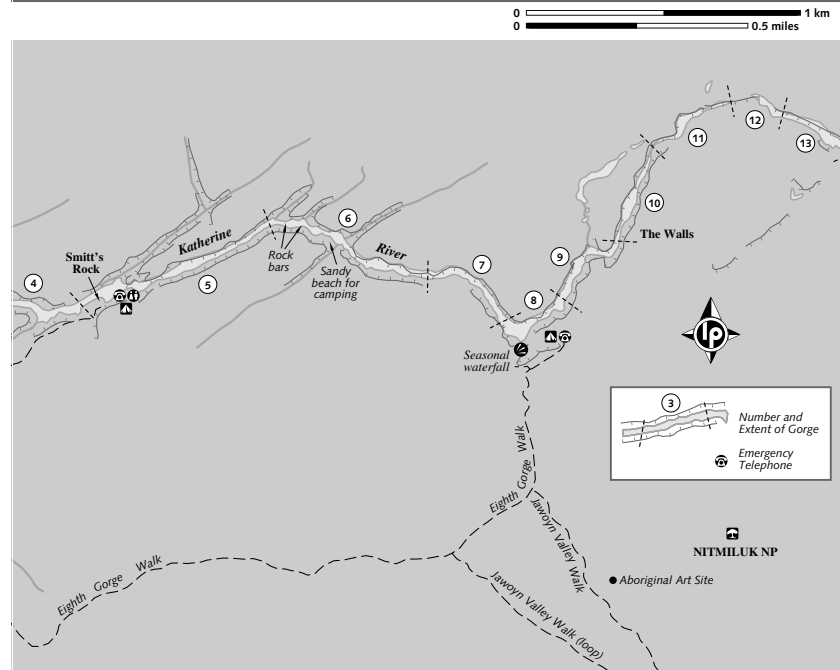 0
1 km
0
0.5 miles
12
11
13
10
6
Katherine
River
The Walls
Smitt's
Rock
Rock
bars
Sandy
beach for
camping
9
7
4
5
8
Seasonal
waterfall
lp
3
Number and
Extent of Gorge
Emergency
Telephone
Eighth Gorge Walk
Jawoyn Valley Walk
NITMILUK NP
Eighth Gorge Walk
Jawoyn Valley Walk (loop)
Aboriginal Art Site